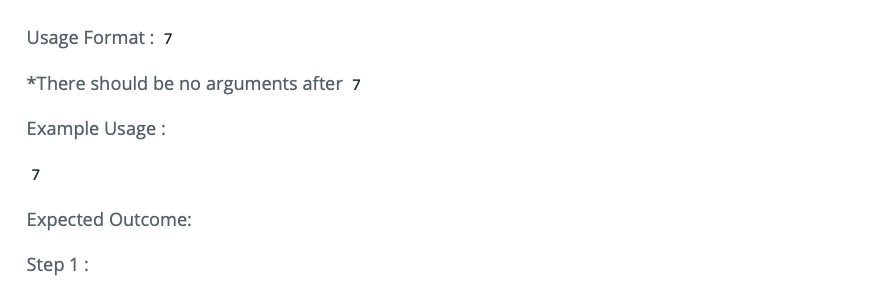 Usage Format : 7
*There should be no arguments after 7
Example Usage :
7
Expected Outcome:
Step 1 :